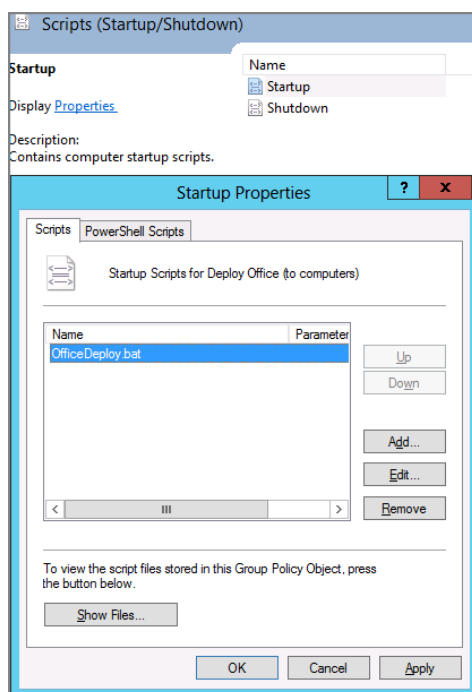 Scripts (Startup/Shutdown)
Startup
Name
Startup
Display Properties
Shutdown
Description:
Contains computer startup scripts.
Startup Properties
? x
Scripts PowerShell Scripts
Startup Scripts for Deploy Office (to computers)
Name Parameter
OfficeDeploy.bat
Up
Down
Add...
Edit...
Remove
To view the script files stored in this Group Policy Object, press
the button below.
Show Files...
OK Cancel Apply